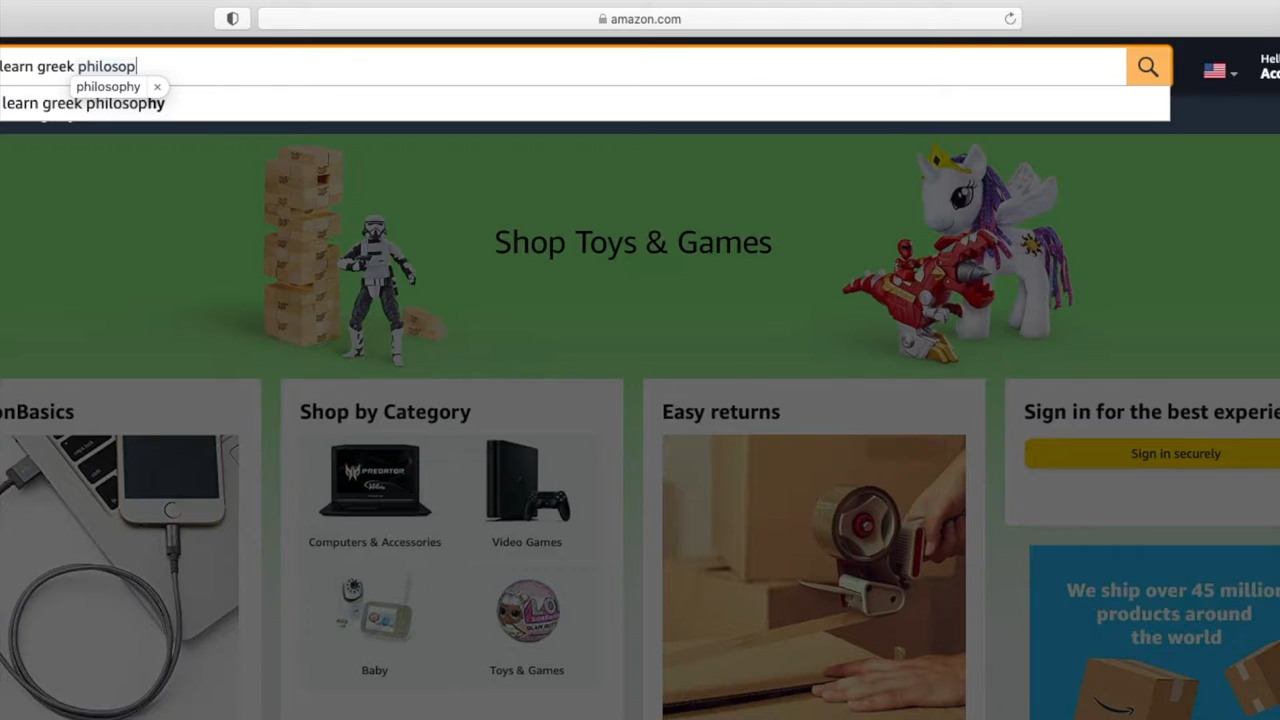 amazon.com
learn greek philosop
philosophy ×
learn greek philosophy
Hell
Acc
Shop Toys & Games
onBasics
Shop by Category
Easy returns
Sign in for the best experie
PREDATOR
Sign in securely
Computers & Accessories
Video Games
We ship over 45 million
products around
the world
Baby
Toys & Games